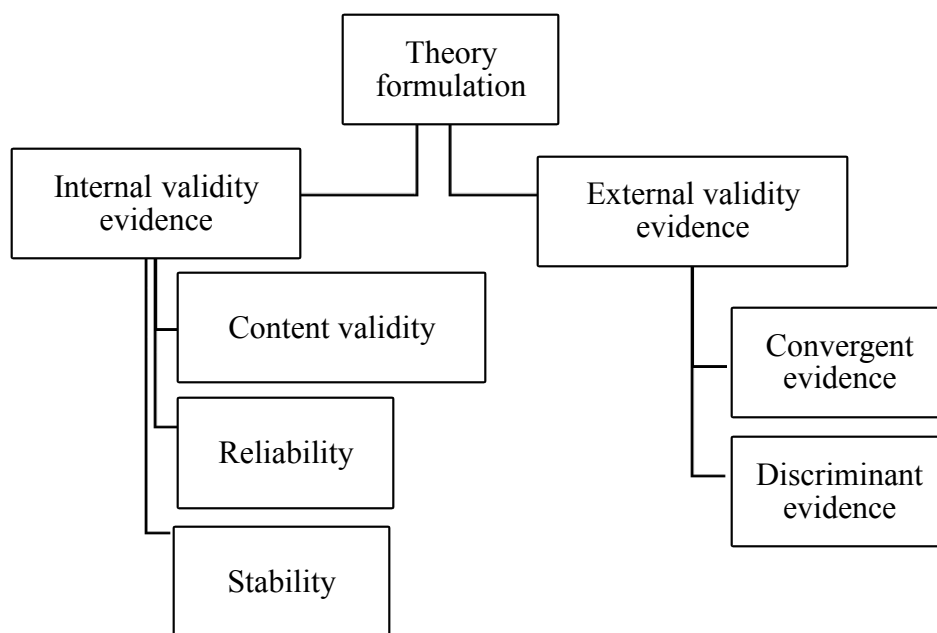 Theory
formulation
Internal validity
evidence
External validity
evidence
Content validity
Reliability
Stability
Convergent
evidence
Discriminant
evidence